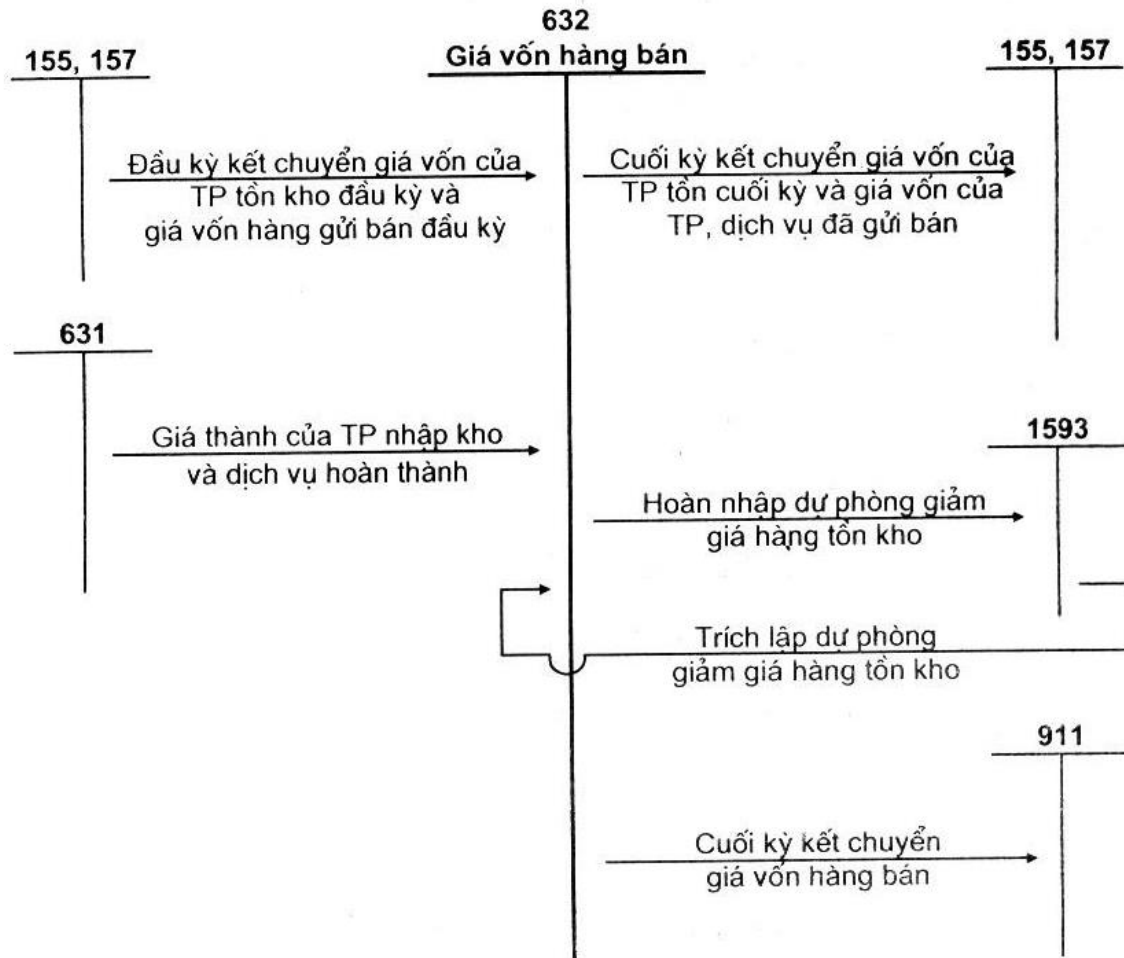 632
Giá vốn hàng bán
155, 157
155, 157
Đầu kỳ kết chuyển giá vốn của
TP tồn kho đầu kỳ và
giá vốn hàng gửi bán đầu kỳ
Cuối kỳ kết chuyển giá vốn của
TP tồn cuối kỳ và giá vốn của
TP, dịch vụ đã gửi bán
631
Giá thành của TP nhập kho
và dịch vụ hoàn thành
1593
Hoàn nhập dự phòng giảm
giá hàng tồn kho
Trích lập dự phòng
giảm giá hàng tồn kho
911
Cuối kỳ kết chuyển
giá vốn hàng bán